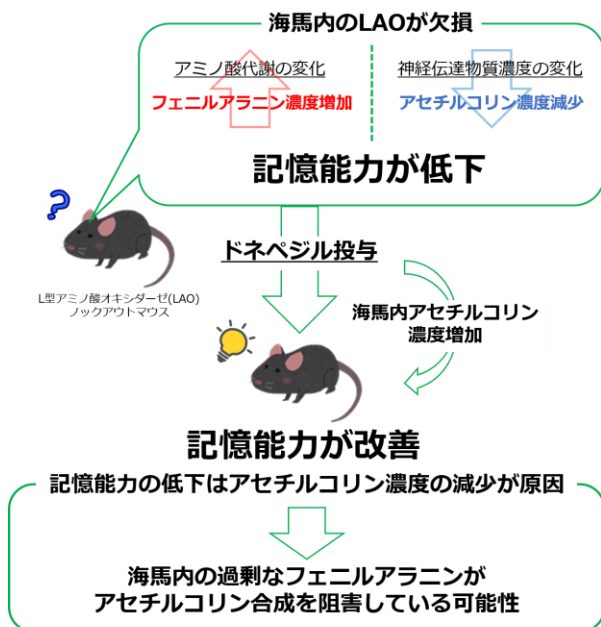 海馬内のLAOが欠損
アミノ酸代謝の変化
フェニルアラニン濃度増加
神経伝達物質濃度の変化
アセチルコリン濃度減少
記憶能力が低下
?
L型アミノ酸オキシダーゼ(LAO)
ノックアウトマウス
ドネペジル投与
海馬内アセチルコリン
濃度増加
記憶能力が改善
記憶能力の低下はアセチルコリン濃度の減少が原因
海馬内の過剰なフェニルアラニンが
アセチルコリン合成を阻害している可能性